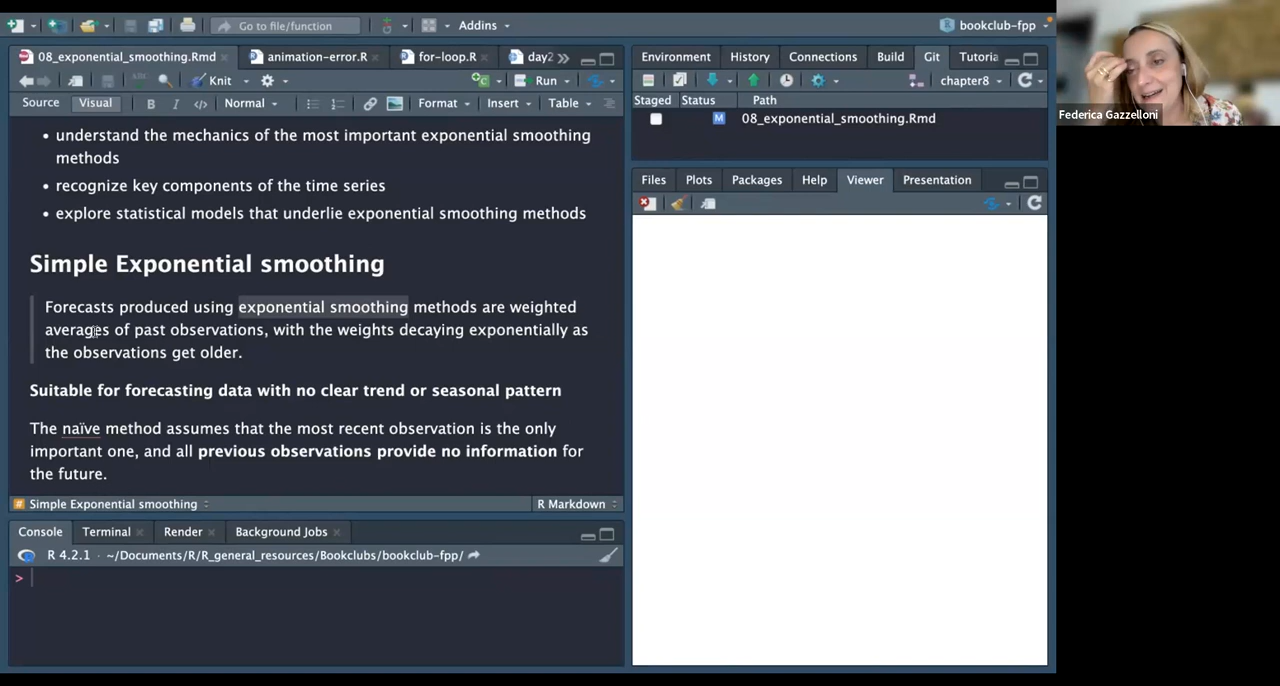 Go to file/function
Addins
bookclub-fpp
08_exponential_smoothing.Rmd
animation-error.R
for-loop.R
day2
Knit
Run
Source
Visual
B
I
Normal
Format
Insert
Table
understand the mechanics of the most important exponential smoothing
methods
recognize key components of the time series
explore statistical models that underlie exponential smoothing methods
Simple Exponential smoothing
Forecasts produced using exponential smoothing methods are weighted
averages of past observations, with the weights decaying exponentially as
the observations get older.
Suitable for forecasting data with no clear trend or seasonal pattern
The naïve method assumes that the most recent observation is the only
important one, and all previous observations provide no information for
the future.
# Simple Exponential smoothing
R Markdown
Console
Terminal
Render
Background Jobs
R 4.2.1 · ~/Documents/R/R_general_resources/Bookclubs/bookclub-fpp/
>
Environment
History
Connections
Build
Git
Tutoria
chapter8
Staged
Status
Path
M
08_exponential_smoothing.Rmd
Files
Plots
Packages
Help
Viewer
Presentation
Federica Gazzelloni